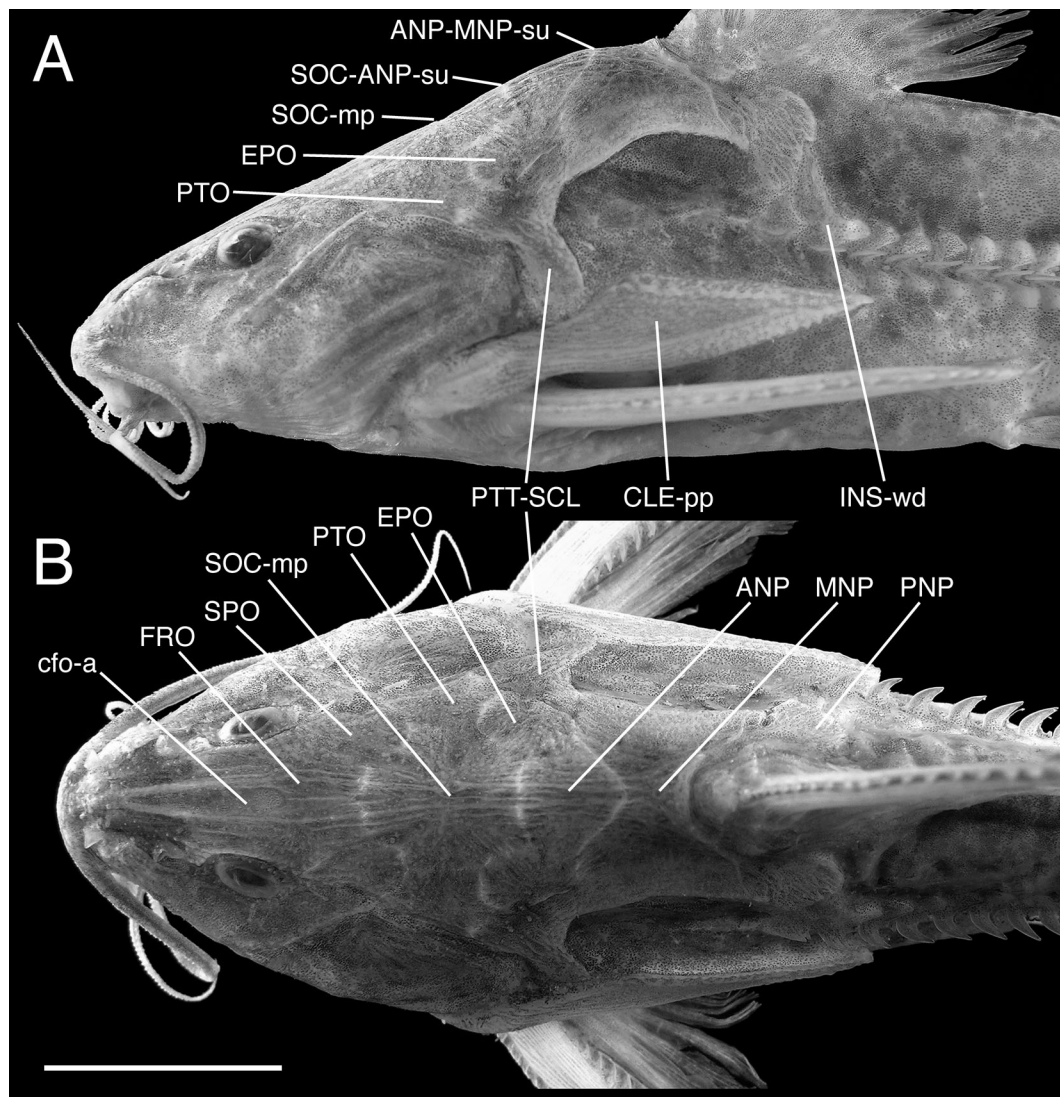 A
ANP-MNP-su
SOC-ANP-su
SOC-mp
EPO
PTO
PTT-SCL
CLE-pp
INS-wd
B
EPO
PTO
SOC-mp
SPO
FRO
cfo-a
ANP
MNP
PNP